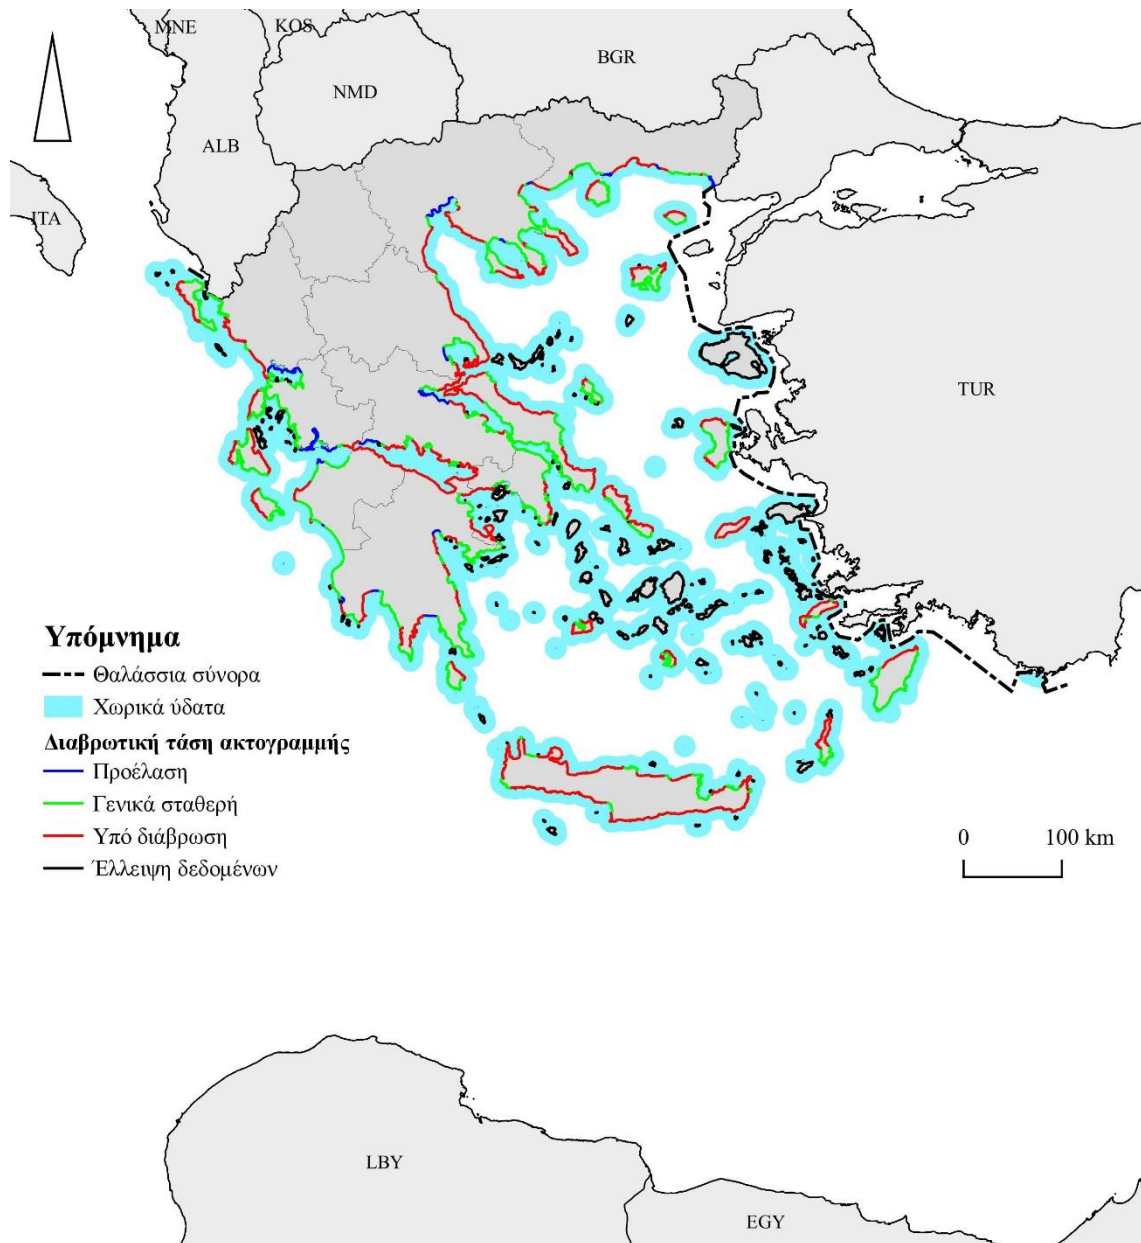 MNE
KOS
BGR
NMD
ALB
ITA
TUR
Υπόμνημα
Θαλάσσια σύνορα
Χωρικά ύδατα
Διαβρωτική τάση ακτογραμμής
Προέλαση
Γενικά σταθερή
Υπό διάβρωση
Έλλειψη δεδομένων
0 100 km
LBY
EGY